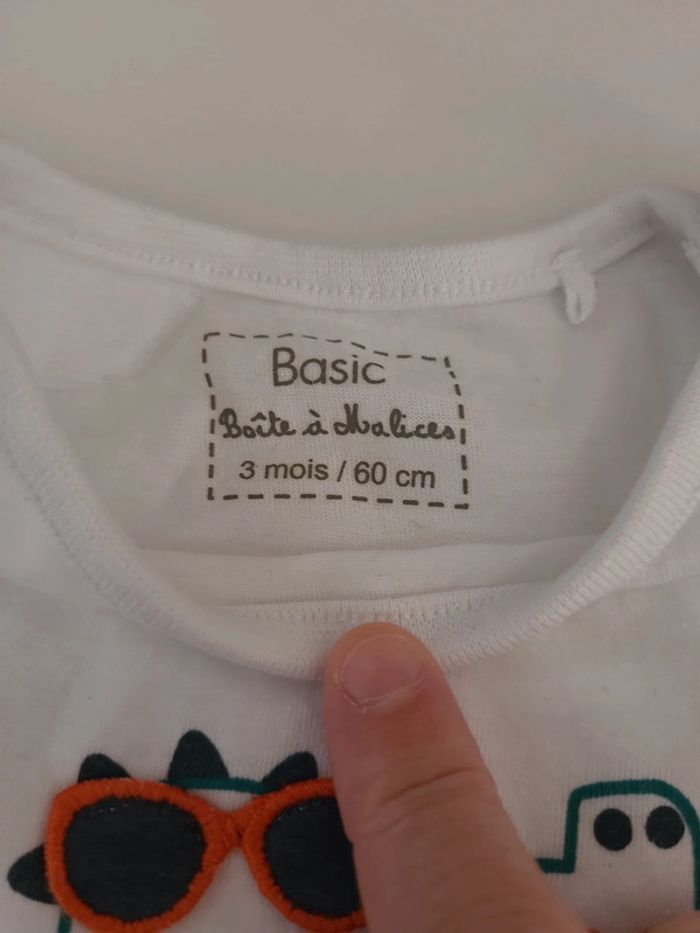 Basic
Boîte à Malices
3 mois / 60 cm